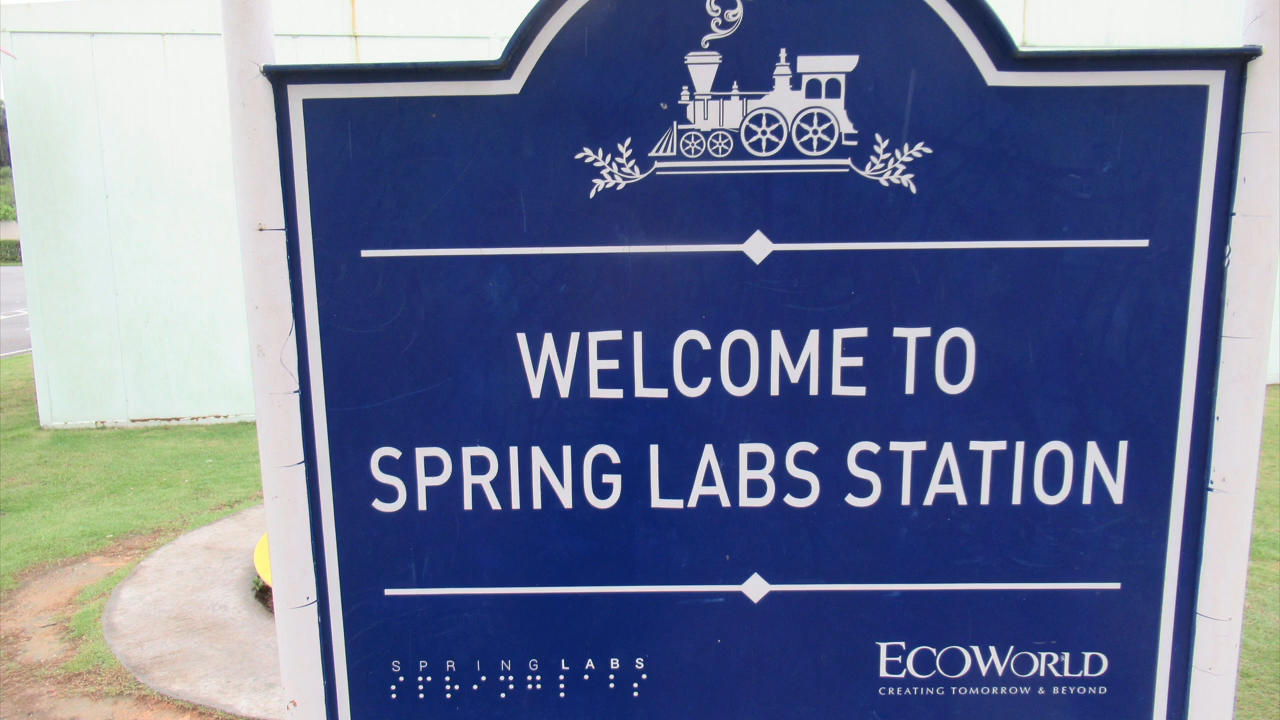 WELCOME TO
SPRING LABS STATION
SPRING LABS
⠎⠏⠗⠊⠝⠛⠇⠁⠃⠎
ECOWORLD
CREATING TOMORROW & BEYOND